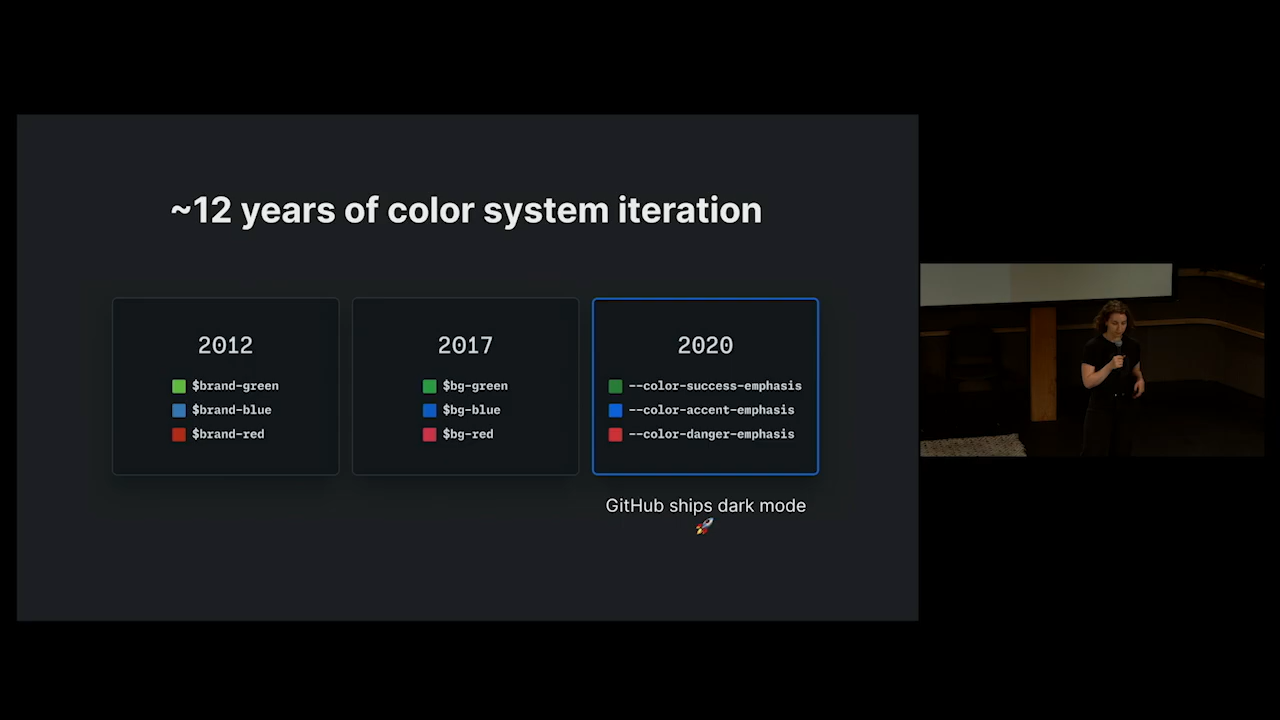 ~12 years of color system iteration
2012
$brand-green
$brand-blue
$brand-red
2017
$bg-green
$bg-blue
$bg-red
2020
--color-success-emphasis
--color-accent-emphasis
--color-danger-emphasis
GitHub ships dark mode
🚀